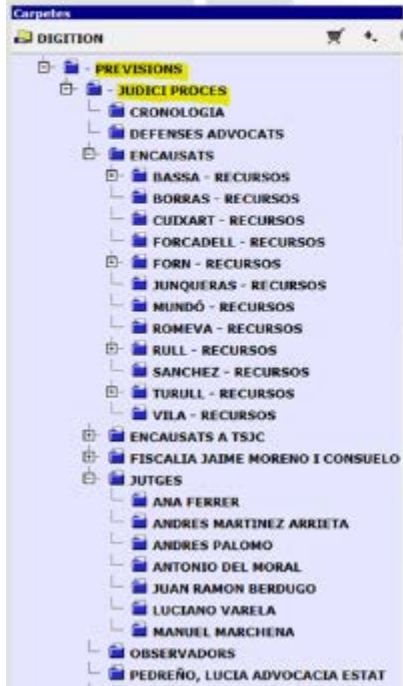 Carpetes
DIGITION
- PREVISIONS
- JUDICI PROCES
CRONOLOGIA
DEFENSES ADVOCATS
ENCAUSATS
BASSA - RECURSOS
BORRAS - RECURSOS
CUIXART - RECURSOS
FORCADELL - RECURSOS
FORN - RECURSOS
JUNQUERAS - RECURSOS
MUNDÓ - RECURSOS
ROMEVA - RECURSOS
RULL - RECURSOS
SANCHEZ - RECURSOS
TURULL - RECURSOS
VILA - RECURSOS
ENCAUSATS A TSJC
FISCALIA JAIME MORENO I CONSUELO
JUTGES
ANA FERRER
ANDRES MARTINEZ ARRIETA
ANDRES PALOMO
ANTONIO DEL MORAL
JUAN RAMON BERDUGO
LUCIANO VARELA
MANUEL MARCHENA
OBSERVADORS
PEDREÑO, LUCIA ADVOCACIA ESTAT